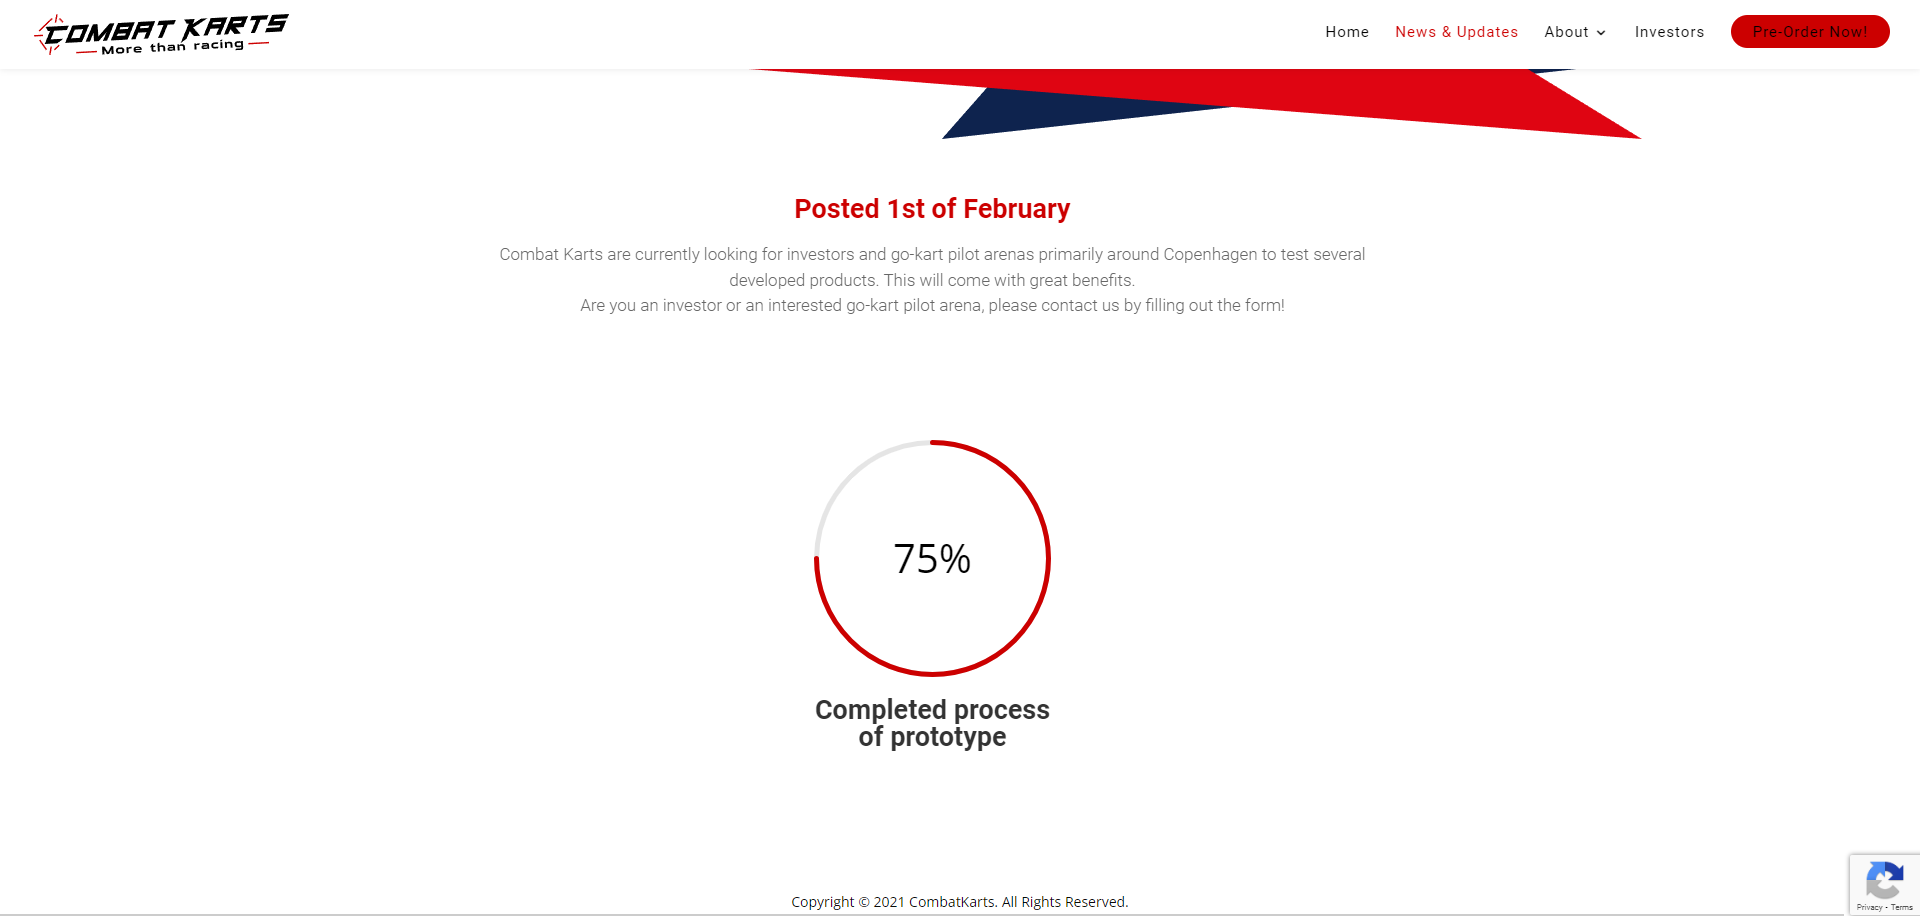 COMBAT KARTS
More than racing
Home
News & Updates
About
Investors
Pre-Order Now!
Posted 1st of February
Combat Karts are currently looking for investors and go-kart pilot arenas primarily around Copenhagen to test several
developed products. This will come with great benefits.
Are you an investor or an interested go-kart pilot arena, please contact us by filling out the form!
75%
Completed process
of prototype
Copyright © 2021 CombatKarts. All Rights Reserved.
Privacy - Terms